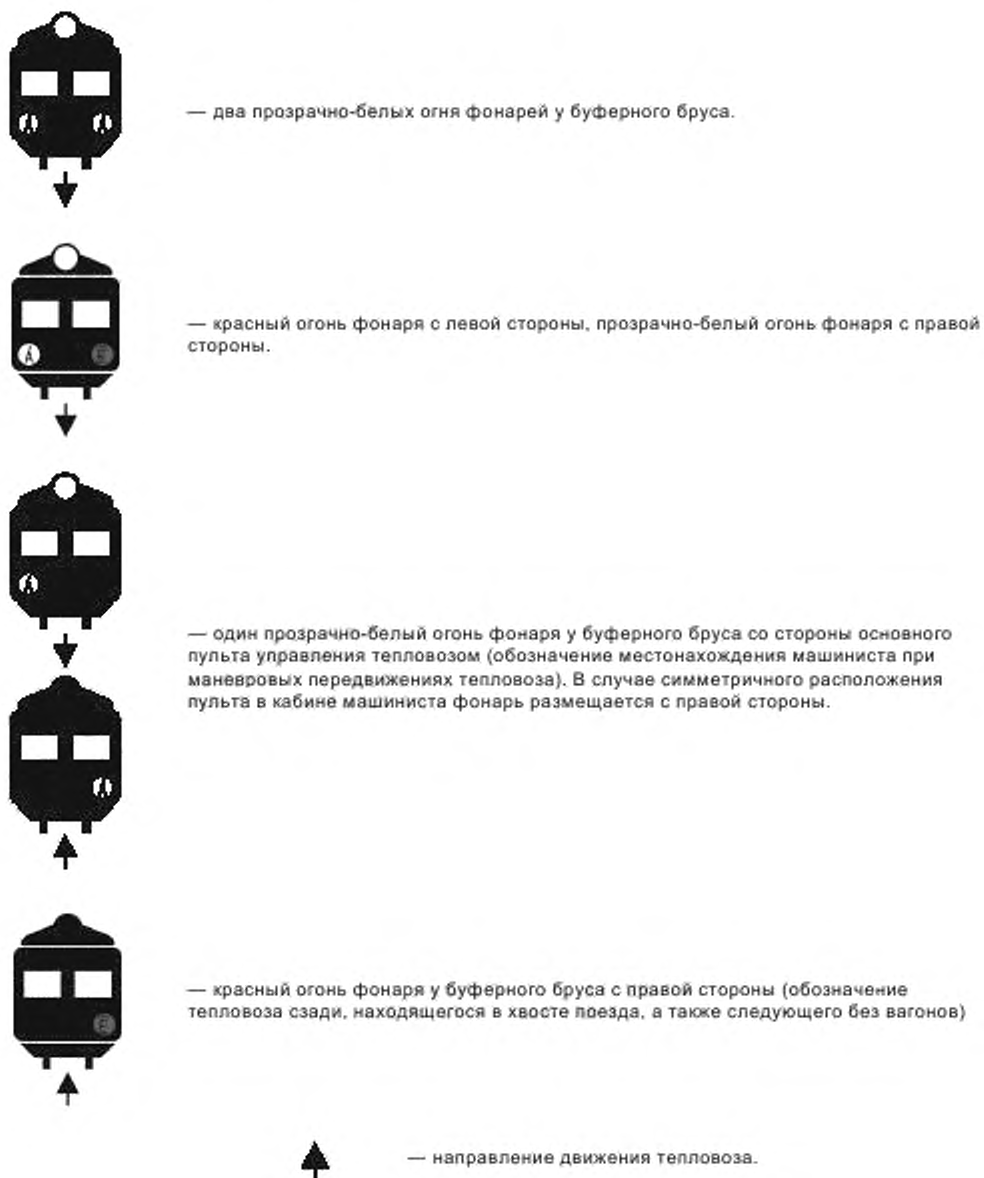 — два прозрачно-белых огня фонарей у буферного бруса.
— красный огонь фонаря с левой стороны, прозрачно-белый огонь фонаря с правой
стороны.
— один прозрачно-белый огонь фонаря у буферного бруса со стороны основного
пульта управления тепловозом (обозначение местонахождения машиниста при
маневровых передвижениях тепловоза). В случае симметричного расположения
пульта в кабине машиниста фонарь размещается с правой стороны.
— красный огонь фонаря у буферного бруса с правой стороны (обозначение
тепловоза сзади, находящегося в хвосте поезда, а также следующего без вагонов)
— направление движения тепловоза.